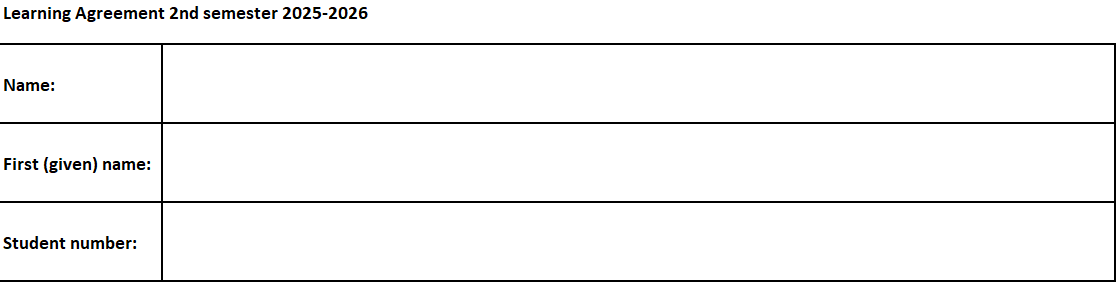 Learning Agreement 2nd semester 2025-2026
Name:
First (given) name:
Student number: